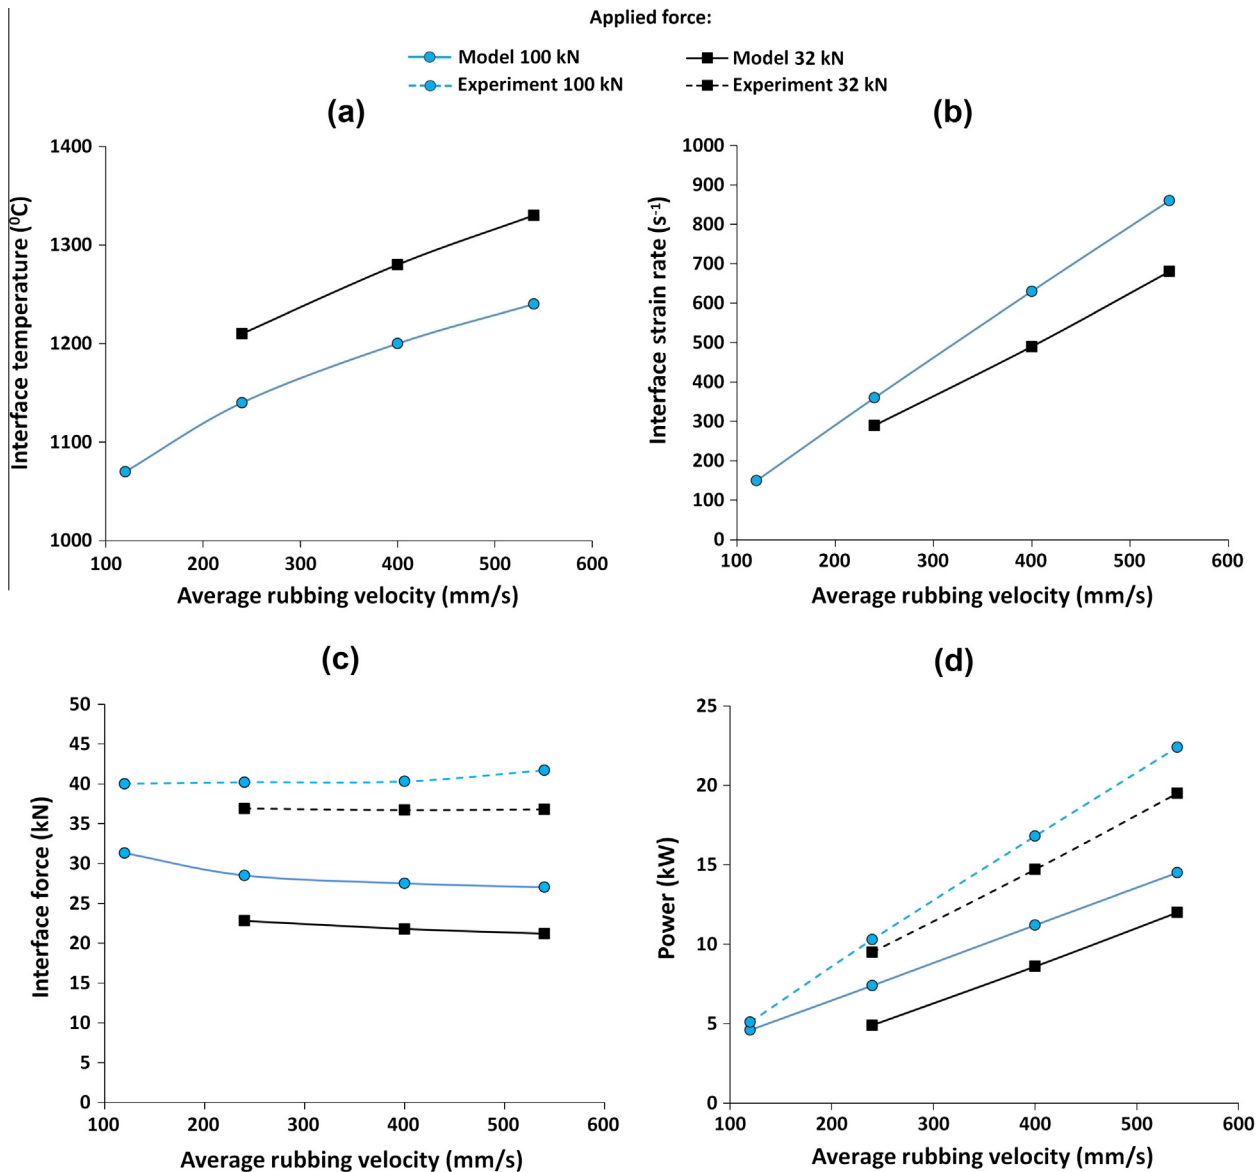 Applied force:
Model 100 kN
Model 32 kN
Experiment 100 kN
Experiment 32 kN
(a)
1400
1300
1200
1100
1000
100 200 300 400 500 600
Interface temperature (⁰C)
Average rubbing velocity (mm/s)
(b)
1000
900
800
700
600
500
400
300
200
100
0
100 200 300 400 500 600
Interface strain rate (s⁻¹)
Average rubbing velocity (mm/s)
(c)
50
45
40
35
30
25
20
15
10
5
0
100 200 300 400 500 600
Interface force (kN)
Average rubbing velocity (mm/s)
(d)
25
20
15
10
5
0
100 200 300 400 500 600
Power (kW)
Average rubbing velocity (mm/s)